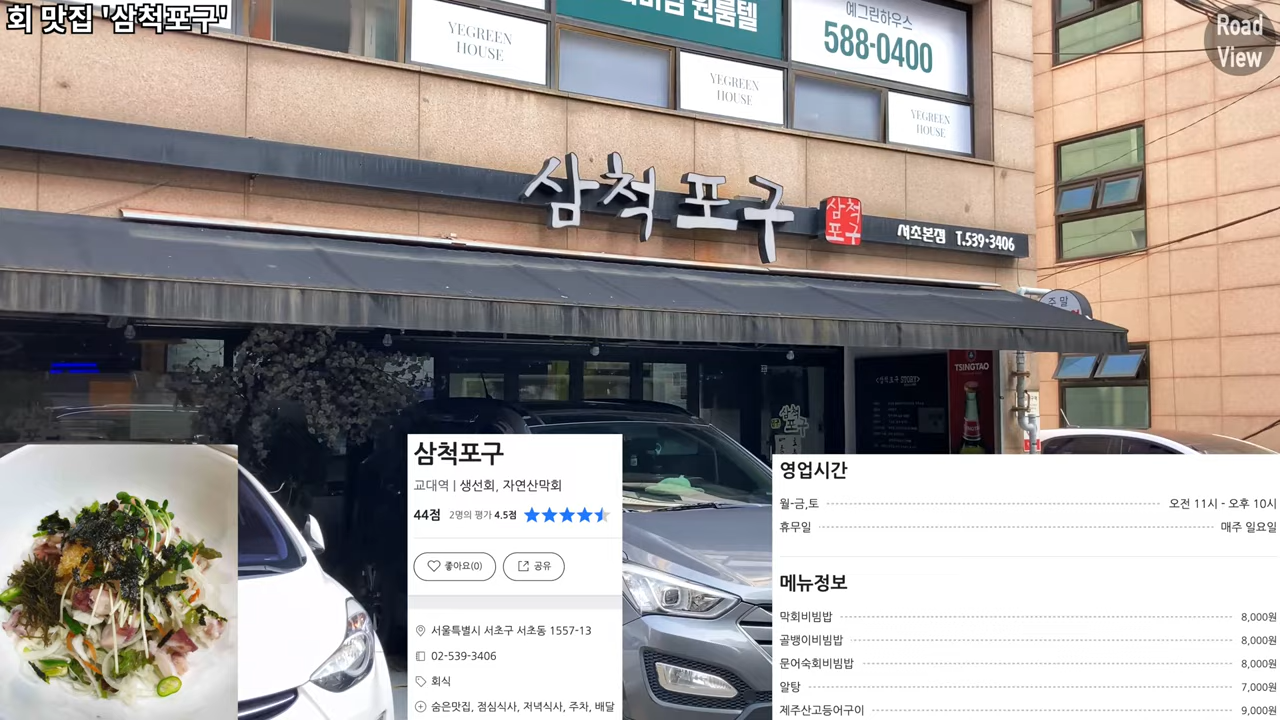 회 맛집 '삼척포구'
Road
View
원룸텔
예그린하우스
588-0400
YEGREEN
HOUSE
YEGREEN
HOUSE
YEGREEN
HOUSE
삼척포구
삼척
포구
서초본점 T.539-3406
주말
TSINGTAO
삼척
포구
삼척포구
교대역 | 생선회, 자연산막회
44점 2명의 평가 4.5점
좋아요(0) 공유
서울특별시 서초구 서초동 1557-13
02-539-3406
회식
숨은맛집, 점심식사, 저녁식사, 주차, 배달
영업시간
월-금,토 오전 11시 - 오후 10시
휴무일 매주 일요일
메뉴정보
막회비빔밥 8,000원
골뱅이비빔밥 8,000원
문어숙회비빔밥 8,000원
알탕 7,000원
제주산고등어구이 9,000원